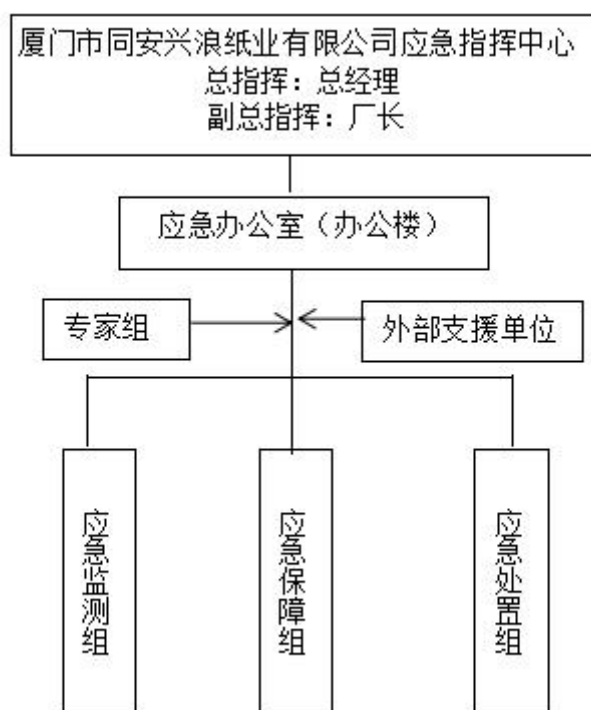 厦门市同安兴浪纸业有限公司应急指挥中心
总指挥：总经理
副总指挥：厂长
应急办公室（办公楼）
专家组
外部支援单位
应急监测组
应急保障组
应急处置组